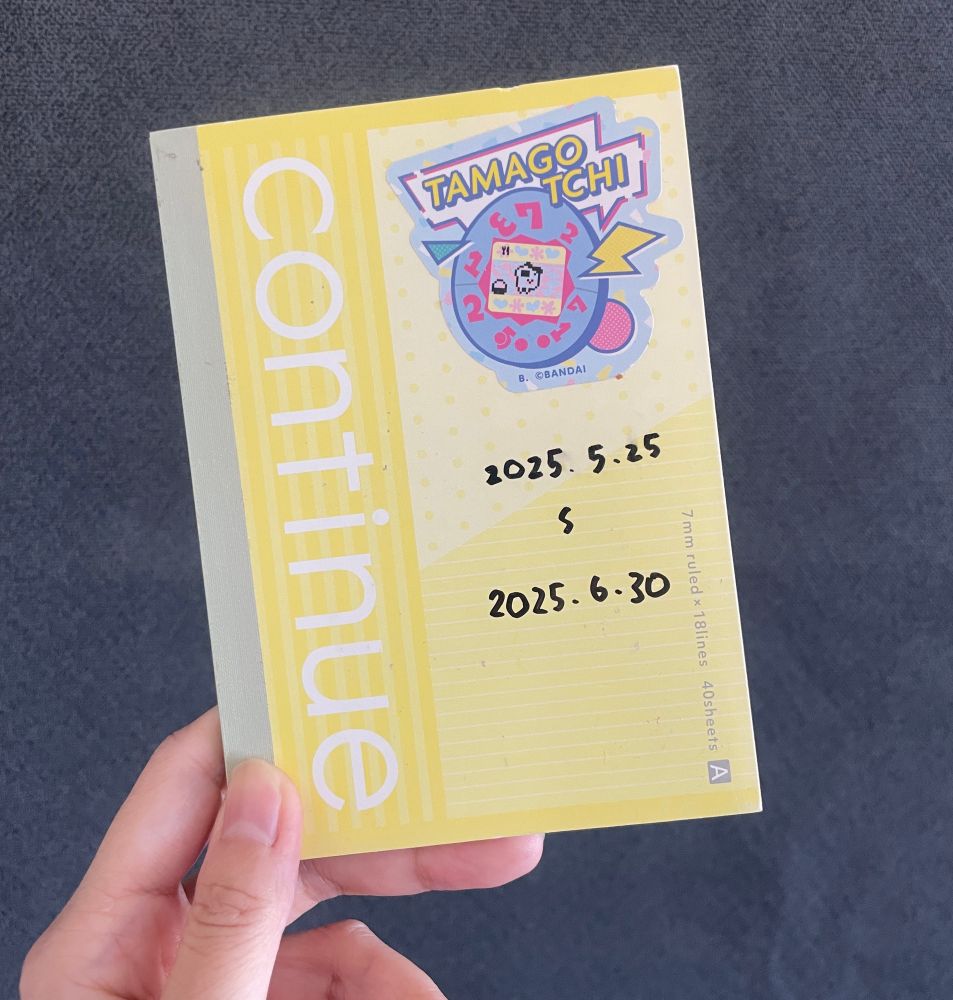 continue
TAMAGO
TCHI
B. ©BANDAI
2025.5.25
S
2025.6.30
7mm ruled×18lines 40sheets A